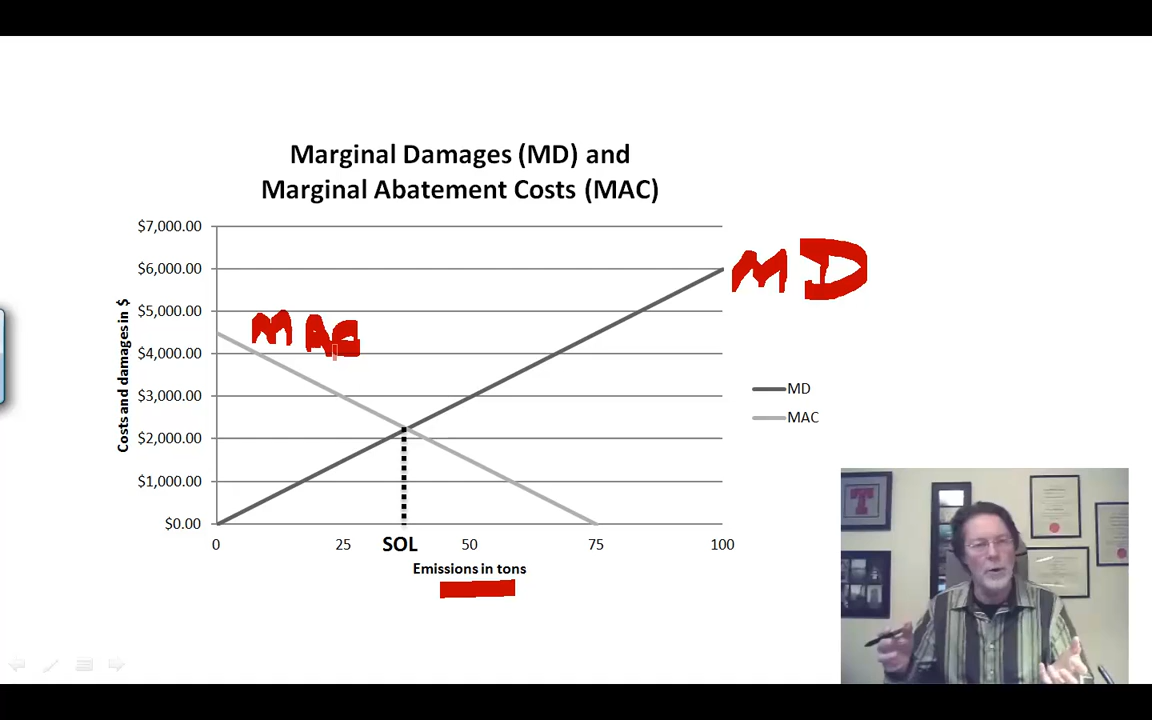 Marginal Damages (MD) and
Marginal Abatement Costs (MAC)
$7,000.00
$6,000.00
$5,000.00
$4,000.00
$3,000.00
$2,000.00
$1,000.00
$0.00
Costs and damages in $
MAC
MD
MD
MAC
0 25 SOL 50 75 100
Emissions in tons
T